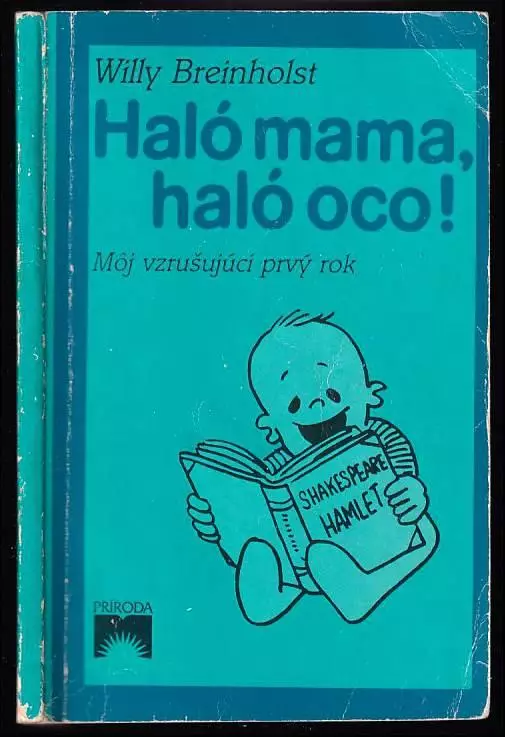 Willy Breinholst
Haló mama,
haló oco!
Môj vzrušujúci prvý rok
SHAKESPEARE
HAMLET
PRÍRODA